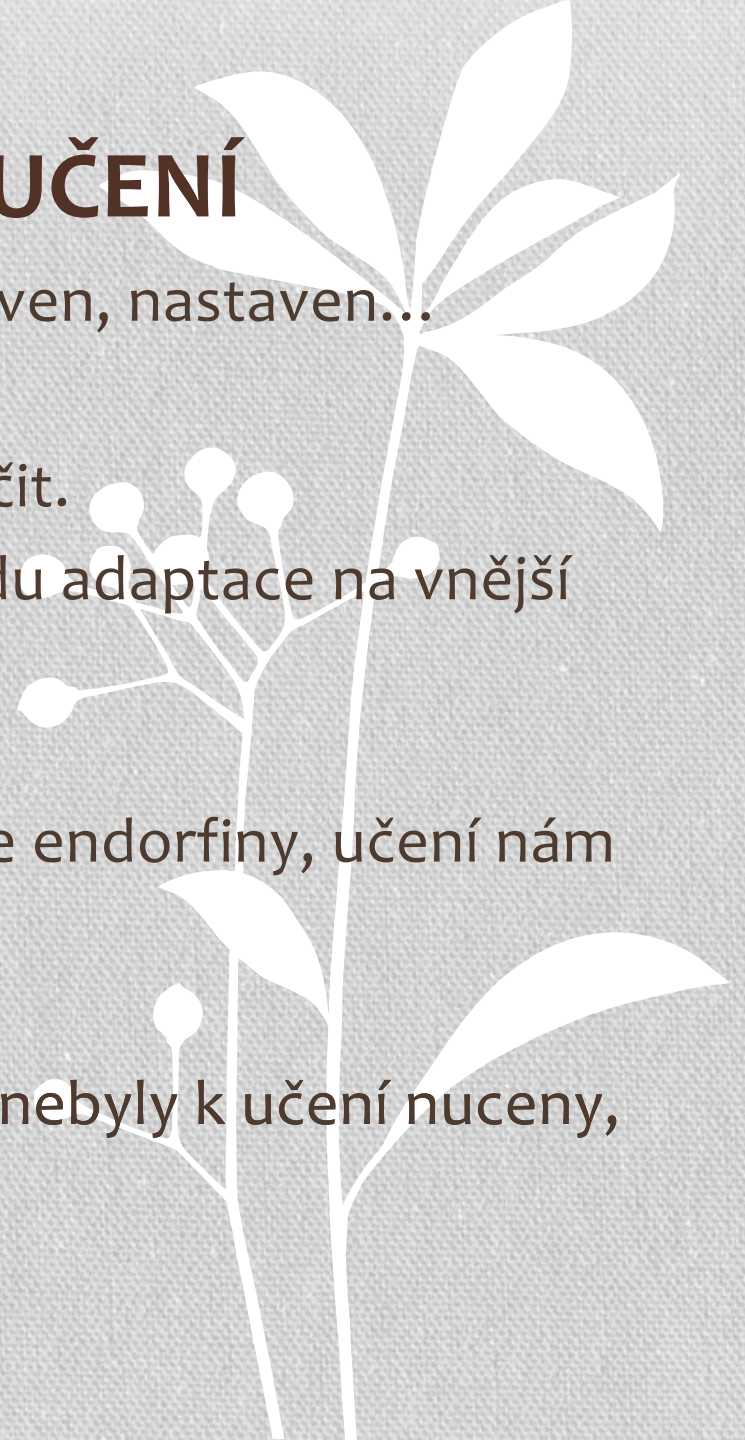 UČENÍ
ven, nastaven…
čit.
du adaptace na vnější
e endorfiny, učení nám
nebyly k učení nuceny,